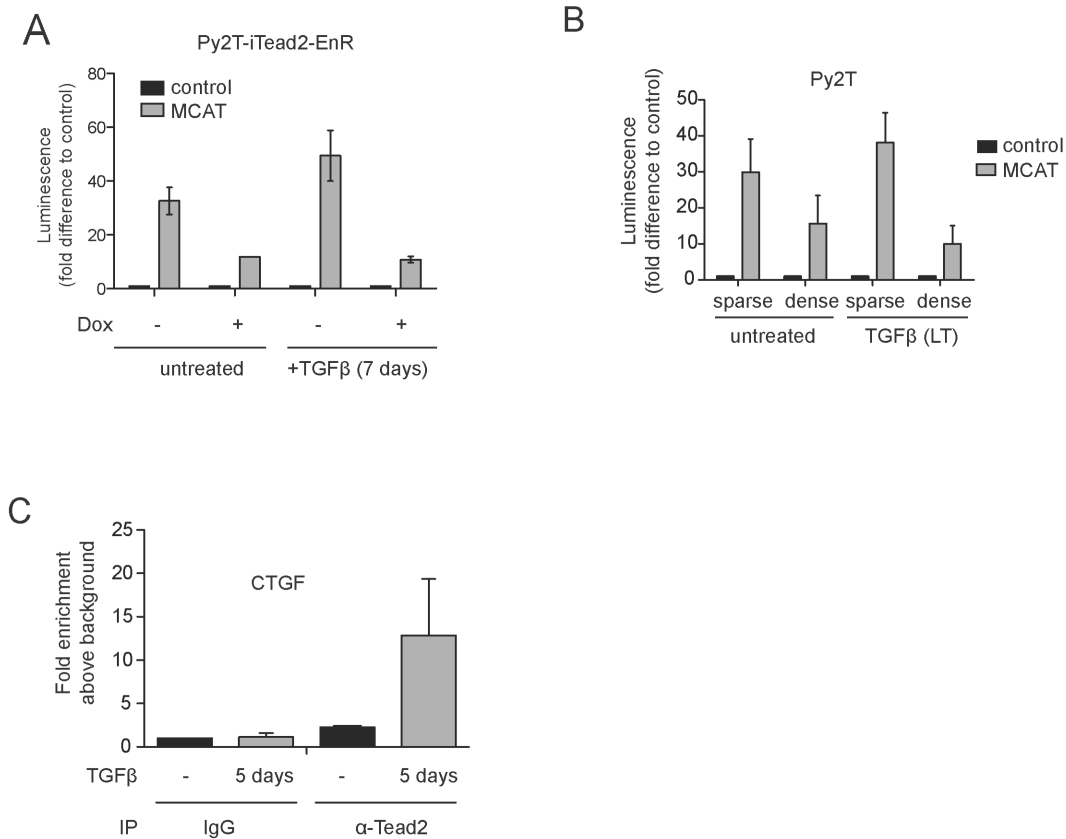 A
Py2T-iTead2-EnR
Luminescence
(fold difference to control)
80
60
40
20
0
control
MCAT
Dox - + - +
untreated +TGFβ (7 days)
B
Py2T
Luminescence
(fold difference to control)
50
40
30
20
10
0
control
MCAT
sparse dense sparse dense
untreated TGFβ (LT)
C
CTGF
Fold enrichment
above background
25
20
15
10
5
0
TGFβ - 5 days - 5 days
IP IgG α-Tead2